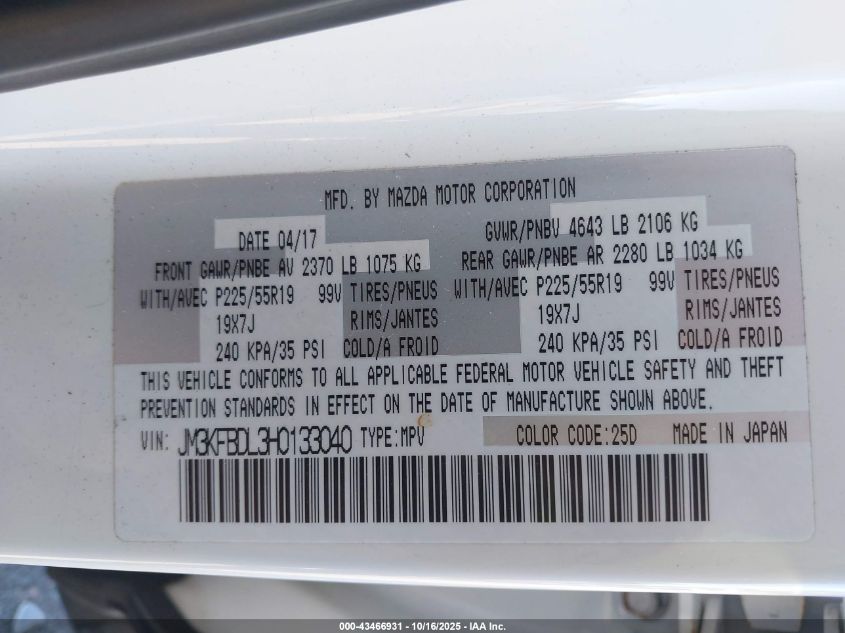 MFD. BY MAZDA MOTOR CORPORATION
DATE 04/17 GVWR/PNBV 4643 LB 2106 KG
FRONT GAWR/PNBE AV 2370 LB 1075 KG REAR GAWR/PNBE AR 2280 LB 1034 KG
WITH/AVEC P225/55R19 99V TIRES/PNEUS WITH/AVEC P225/55R19 99V TIRES/PNEUS
19X7J RIMS/JANTES 19X7J RIMS/JANTES
240 KPA/35 PSI COLD/A FROID 240 KPA/35 PSI COLD/A FROID
THIS VEHICLE CONFORMS TO ALL APPLICABLE FEDERAL MOTOR VEHICLE SAFETY AND THEFT
PREVENTION STANDARDS IN EFFECT ON THE DATE OF MANUFACTURE SHOWN ABOVE.
VIN: JM3KFBDL3H0133040 TYPE:MPV COLOR CODE:25D MADE IN JAPAN
000-43466931 - 10/16/2025 - IAA Inc.